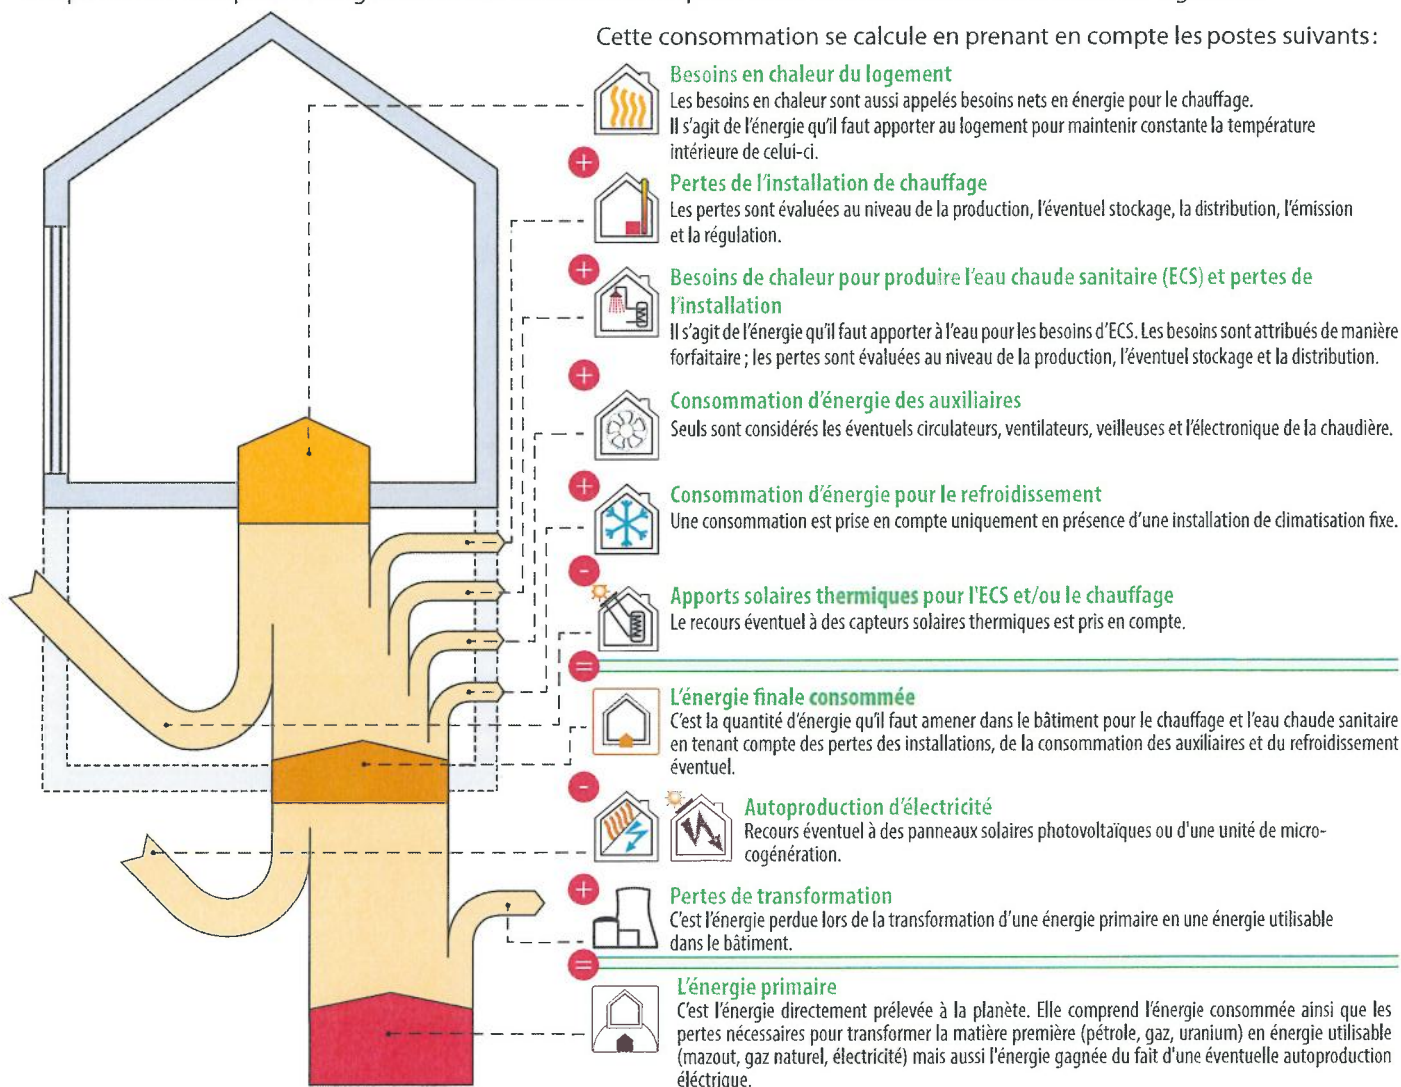 Cette consommation se calcule en prenant en compte les postes suivants :
Besoins en chaleur du logement
Les besoins en chaleur sont aussi appelés besoins nets en énergie pour le chauffage.
Il s'agit de l'énergie qu'il faut apporter au logement pour maintenir constante la température
intérieure de celui-ci.
+
Pertes de l'installation de chauffage
Les pertes sont évaluées au niveau de la production, l'éventuel stockage, la distribution, l'émission
et la régulation.
+
Besoins de chaleur pour produire l'eau chaude sanitaire (ECS) et pertes de
l'installation
Il s'agit de l'énergie qu'il faut apporter à l'eau pour les besoins d'ECS. Les besoins sont attribués de manière
forfaitaire ; les pertes sont évaluées au niveau de la production, l'éventuel stockage et la distribution.
+
Consommation d'énergie des auxiliaires
Seuls sont considérés les éventuels circulateurs, ventilateurs, veilleuses et l'électronique de la chaudière.
+
Consommation d'énergie pour le refroidissement
Une consommation est prise en compte uniquement en présence d'une installation de climatisation fixe.
-
Apports solaires thermiques pour l'ECS et/ou le chauffage
Le recours éventuel à des capteurs solaires thermiques est pris en compte.
=
L'énergie finale consommée
C'est la quantité d'énergie qu'il faut amener dans le bâtiment pour le chauffage et l'eau chaude sanitaire
en tenant compte des pertes des installations, de la consommation des auxiliaires et du refroidissement
éventuel.
-
Autoproduction d'électricité
Recours éventuel à des panneaux solaires photovoltaïques ou d'une unité de micro-
cogénération.
+
Pertes de transformation
C'est l'énergie perdue lors de la transformation d'une énergie primaire en une énergie utilisable
dans le bâtiment.
=
L'énergie primaire
C'est l'énergie directement prélevée à la planète. Elle comprend l'énergie consommée ainsi que les
pertes nécessaires pour transformer la matière première (pétrole, gaz, uranium) en énergie utilisable
(mazout, gaz naturel, électricité) mais aussi l'énergie gagnée du fait d'une éventuelle autoproduction
électrique.